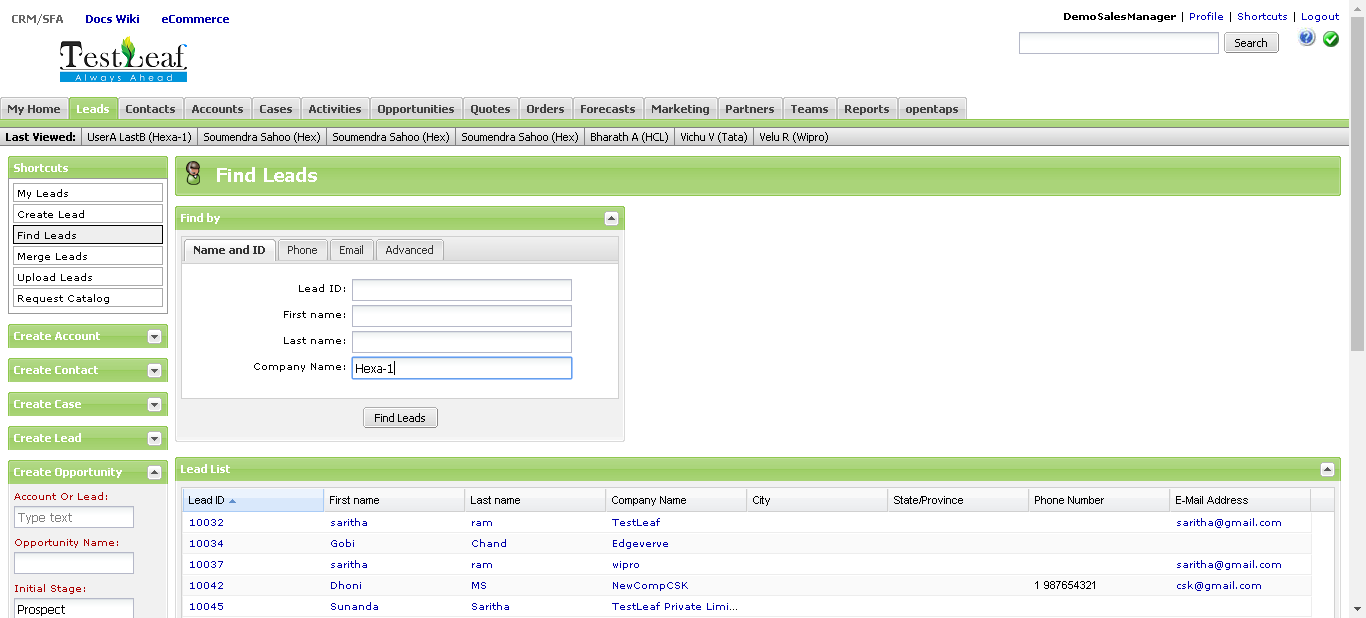 CRM/SFA Docs Wiki eCommerce
DemoSalesManager | Profile | Shortcuts | Logout
Search
TestLeaf
Always Ahead
My Home Leads Contacts Accounts Cases Activities Opportunities Quotes Orders Forecasts Marketing Partners Teams Reports opentaps
Last Viewed: UserA LastB (Hexa-1) Soumendra Sahoo (Hex) Soumendra Sahoo (Hex) Soumendra Sahoo (Hex) Bharath A (HCL) Vichu V (Tata) Velu R (Wipro)
Shortcuts
My Leads
Create Lead
Find Leads
Merge Leads
Upload Leads
Request Catalog
Create Account
Create Contact
Create Case
Create Lead
Create Opportunity
Account Or Lead:
Type text
Opportunity Name:
Initial Stage:
Prospect
Find Leads
Find by
Name and ID Phone Email Advanced
Lead ID:
First name:
Last name:
Company Name: Hexa-1
Find Leads
Lead List
Lead ID First name Last name Company Name City State/Province Phone Number E-Mail Address
10032 saritha ram TestLeaf saritha@gmail.com
10034 Gobi Chand Edgeverve
10037 saritha ram wipro saritha@gmail.com
10042 Dhoni MS NewCompCSK 1 987654321 csk@gmail.com
10045 Sunanda Saritha TestLeaf Private Limi...